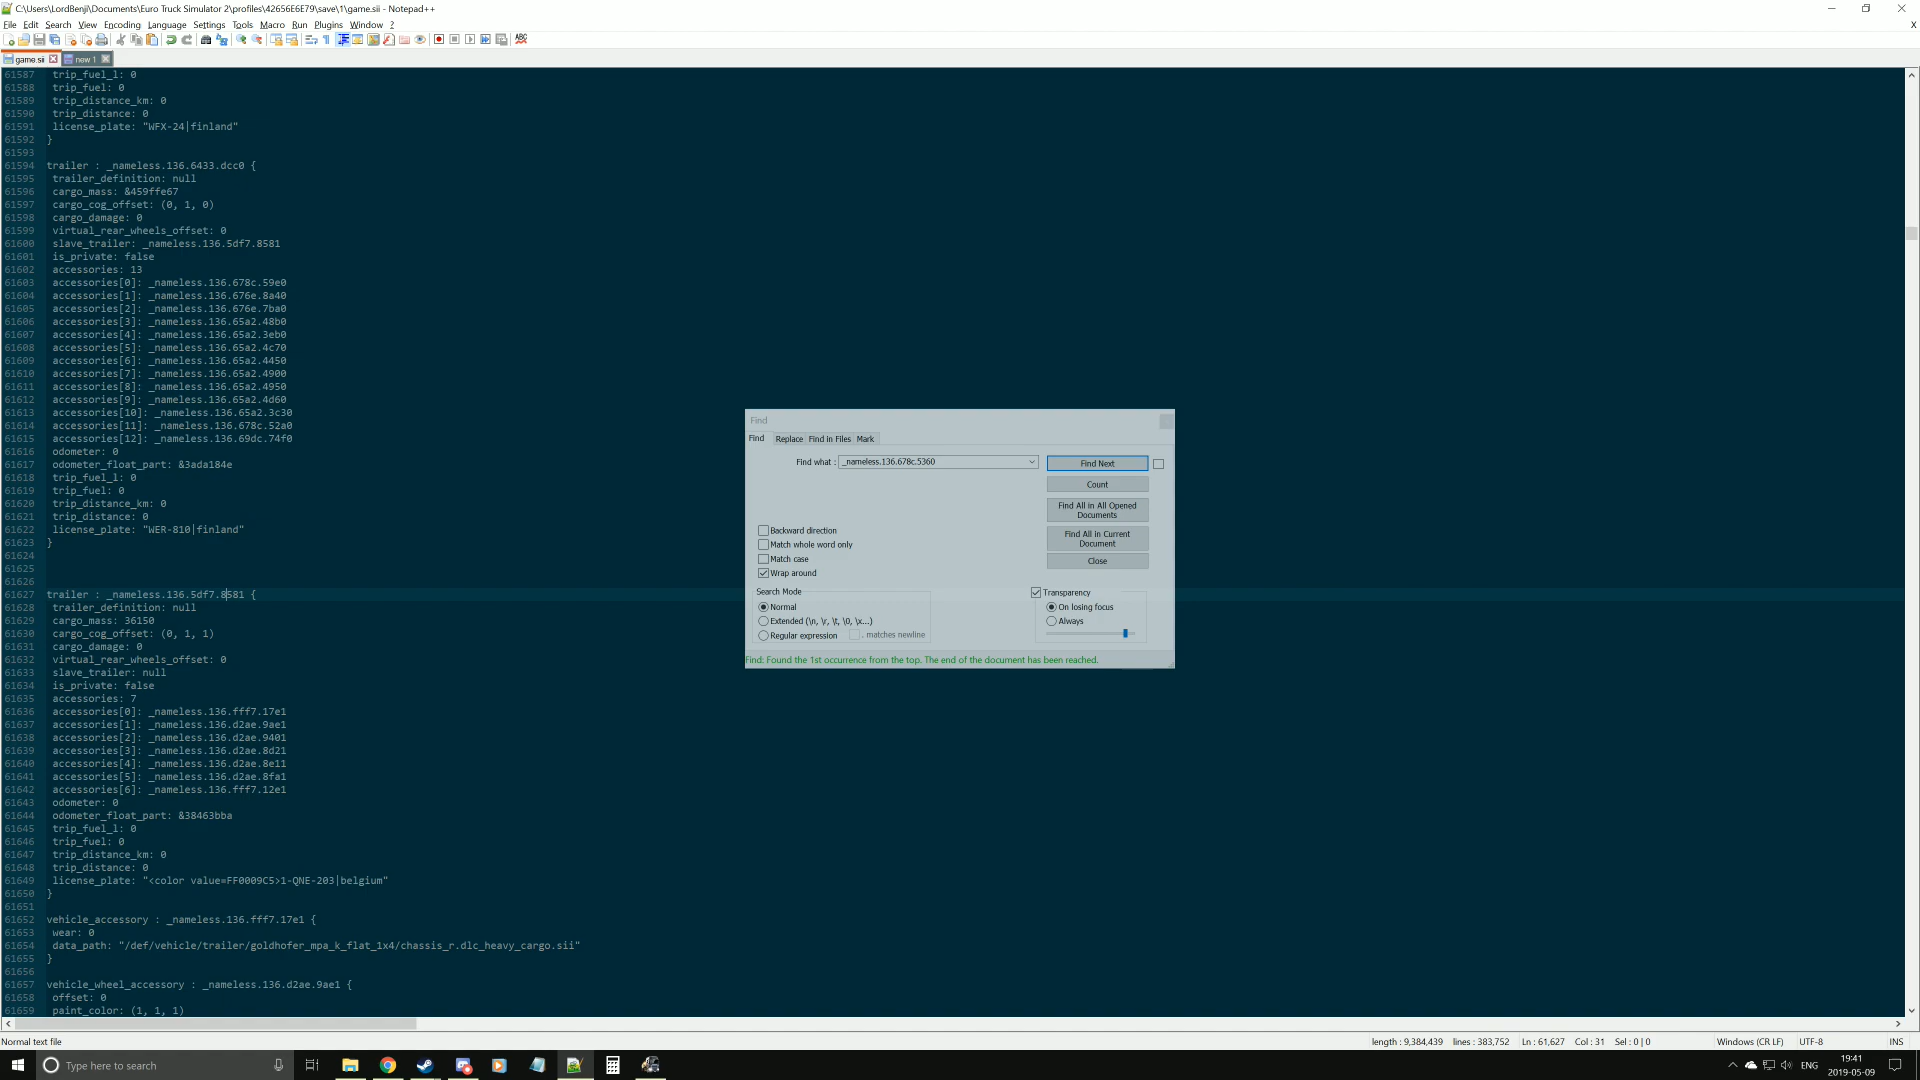 C:\Users\LordBenji\Documents\Euro Truck Simulator 2\profiles\42656E6E79\save\1\game.sii - Notepad++
File Edit Search View Encoding Language Settings Tools Macro Run Plugins Window ? X
game.sii new 1
61587 trip_fuel_l: 0
61588 trip_fuel: 0
61589 trip_distance_km: 0
61590 trip_distance: 0
61591 license_plate: "WFX-24|finland"
61592 }
61593
61594 trailer : _nameless.136.6433.dcc0 {
61595 trailer_definition: null
61596 cargo_mass: &459ffe67
61597 cargo_cog_offset: (0, 1, 0)
61598 cargo_damage: 0
61599 virtual_rear_wheels_offset: 0
61600 slave_trailer: _nameless.136.5df7.8581
61601 is_private: false
61602 accessories: 13
61603 accessories[0]: _nameless.136.678c.59e0
61604 accessories[1]: _nameless.136.676e.8a40
61605 accessories[2]: _nameless.136.676e.7ba0
61606 accessories[3]: _nameless.136.65a2.48b0
61607 accessories[4]: _nameless.136.65a2.3eb0
61608 accessories[5]: _nameless.136.65a2.4c70
61609 accessories[6]: _nameless.136.65a2.4450
61610 accessories[7]: _nameless.136.65a2.4900
61611 accessories[8]: _nameless.136.65a2.4950
61612 accessories[9]: _nameless.136.65a2.4d60
61613 accessories[10]: _nameless.136.65a2.3c30
61614 accessories[11]: _nameless.136.678c.52a0
61615 accessories[12]: _nameless.136.69dc.74f0
61616 odometer: 0
61617 odometer_float_part: &3ada184e
61618 trip_fuel_l: 0
61619 trip_fuel: 0
61620 trip_distance_km: 0
61621 trip_distance: 0
61622 license_plate: "WER-810|finland"
61623 }
61624
61625
61626
61627 trailer : _nameless.136.5df7.8581 {
61628 trailer_definition: null
61629 cargo_mass: 36150
61630 cargo_cog_offset: (0, 1, 1)
61631 cargo_damage: 0
61632 virtual_rear_wheels_offset: 0
61633 slave_trailer: null
61634 is_private: false
61635 accessories: 7
61636 accessories[0]: _nameless.136.fff7.17e1
61637 accessories[1]: _nameless.136.d2ae.9ae1
61638 accessories[2]: _nameless.136.d2ae.9401
61639 accessories[3]: _nameless.136.d2ae.8d21
61640 accessories[4]: _nameless.136.d2ae.8e11
61641 accessories[5]: _nameless.136.d2ae.8fa1
61642 accessories[6]: _nameless.136.fff7.12e1
61643 odometer: 0
61644 odometer_float_part: &38463bba
61645 trip_fuel_l: 0
61646 trip_fuel: 0
61647 trip_distance_km: 0
61648 trip_distance: 0
61649 license_plate: "<color value=FF0009C5>1-QNE-203|belgium"
61650 }
61651
61652 vehicle_accessory : _nameless.136.fff7.17e1 {
61653 wear: 0
61654 data_path: "/def/vehicle/trailer/goldhofer_mpa_k_flat_1x4/chassis_r.dlc_heavy_cargo.sii"
61655 }
61656
61657 vehicle_wheel_accessory : _nameless.136.d2ae.9ae1 {
61658 offset: 0
61659 paint_color: (1, 1, 1)
Find
Find Replace Find in Files Mark
Find what : _nameless.136.678c.5360 Find Next
Count
Find All in All Opened
Documents
Find All in Current
Document
Close
Backward direction
Match whole word only
Match case
Wrap around
Search Mode
Normal
Extended (\n, \r, \t, \0, \x...)
Regular expression . matches newline
Transparency
On losing focus
Always
Find: Found the 1st occurrence from the top. The end of the document has been reached.
Normal text file length : 9,384,439 lines : 383,752 Ln : 61,627 Col : 31 Sel : 0 | 0 Windows (CR LF) UTF-8 INS
Type here to search ENG 19:41
2019-05-09